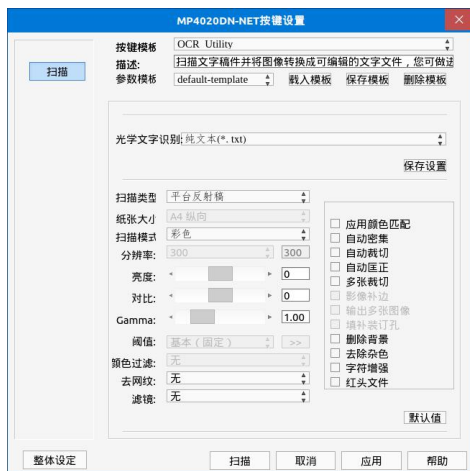 MP4020DN-NET按键设置
扫描
按键模板 OCR Utility
描述: 扫描文字稿件并将图像转换成可编辑的文字文件，您可做进
参数模板 default-template 载入模板 保存模板 删除模板
光学文字识别: 纯文本(*.txt)
保存设置
扫描类型 平台反射稿
纸张大小 A4 纵向
扫描模式 彩色
分辨率: 300 300
亮度: 0
对比: 0
Gamma: 1.00
阈值: 基本（固定） >>
颜色过滤: 无
去网纹: 无
滤镜: 无
应用颜色匹配
自动密集
自动裁切
自动匡正
多张裁切
影像补边
输出多张图像
填补装订孔
删除背景
去除杂色
字符增强
红头文件
默认值
整体设定 扫描 取消 应用 帮助